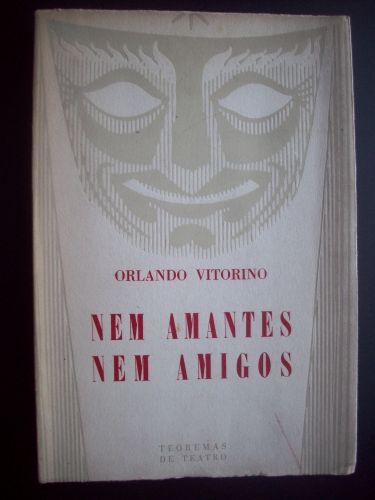 ORLANDO VITORINO
NEM AMANTES
NEM AMIGOS
TEOREMAS
DE TEATRO